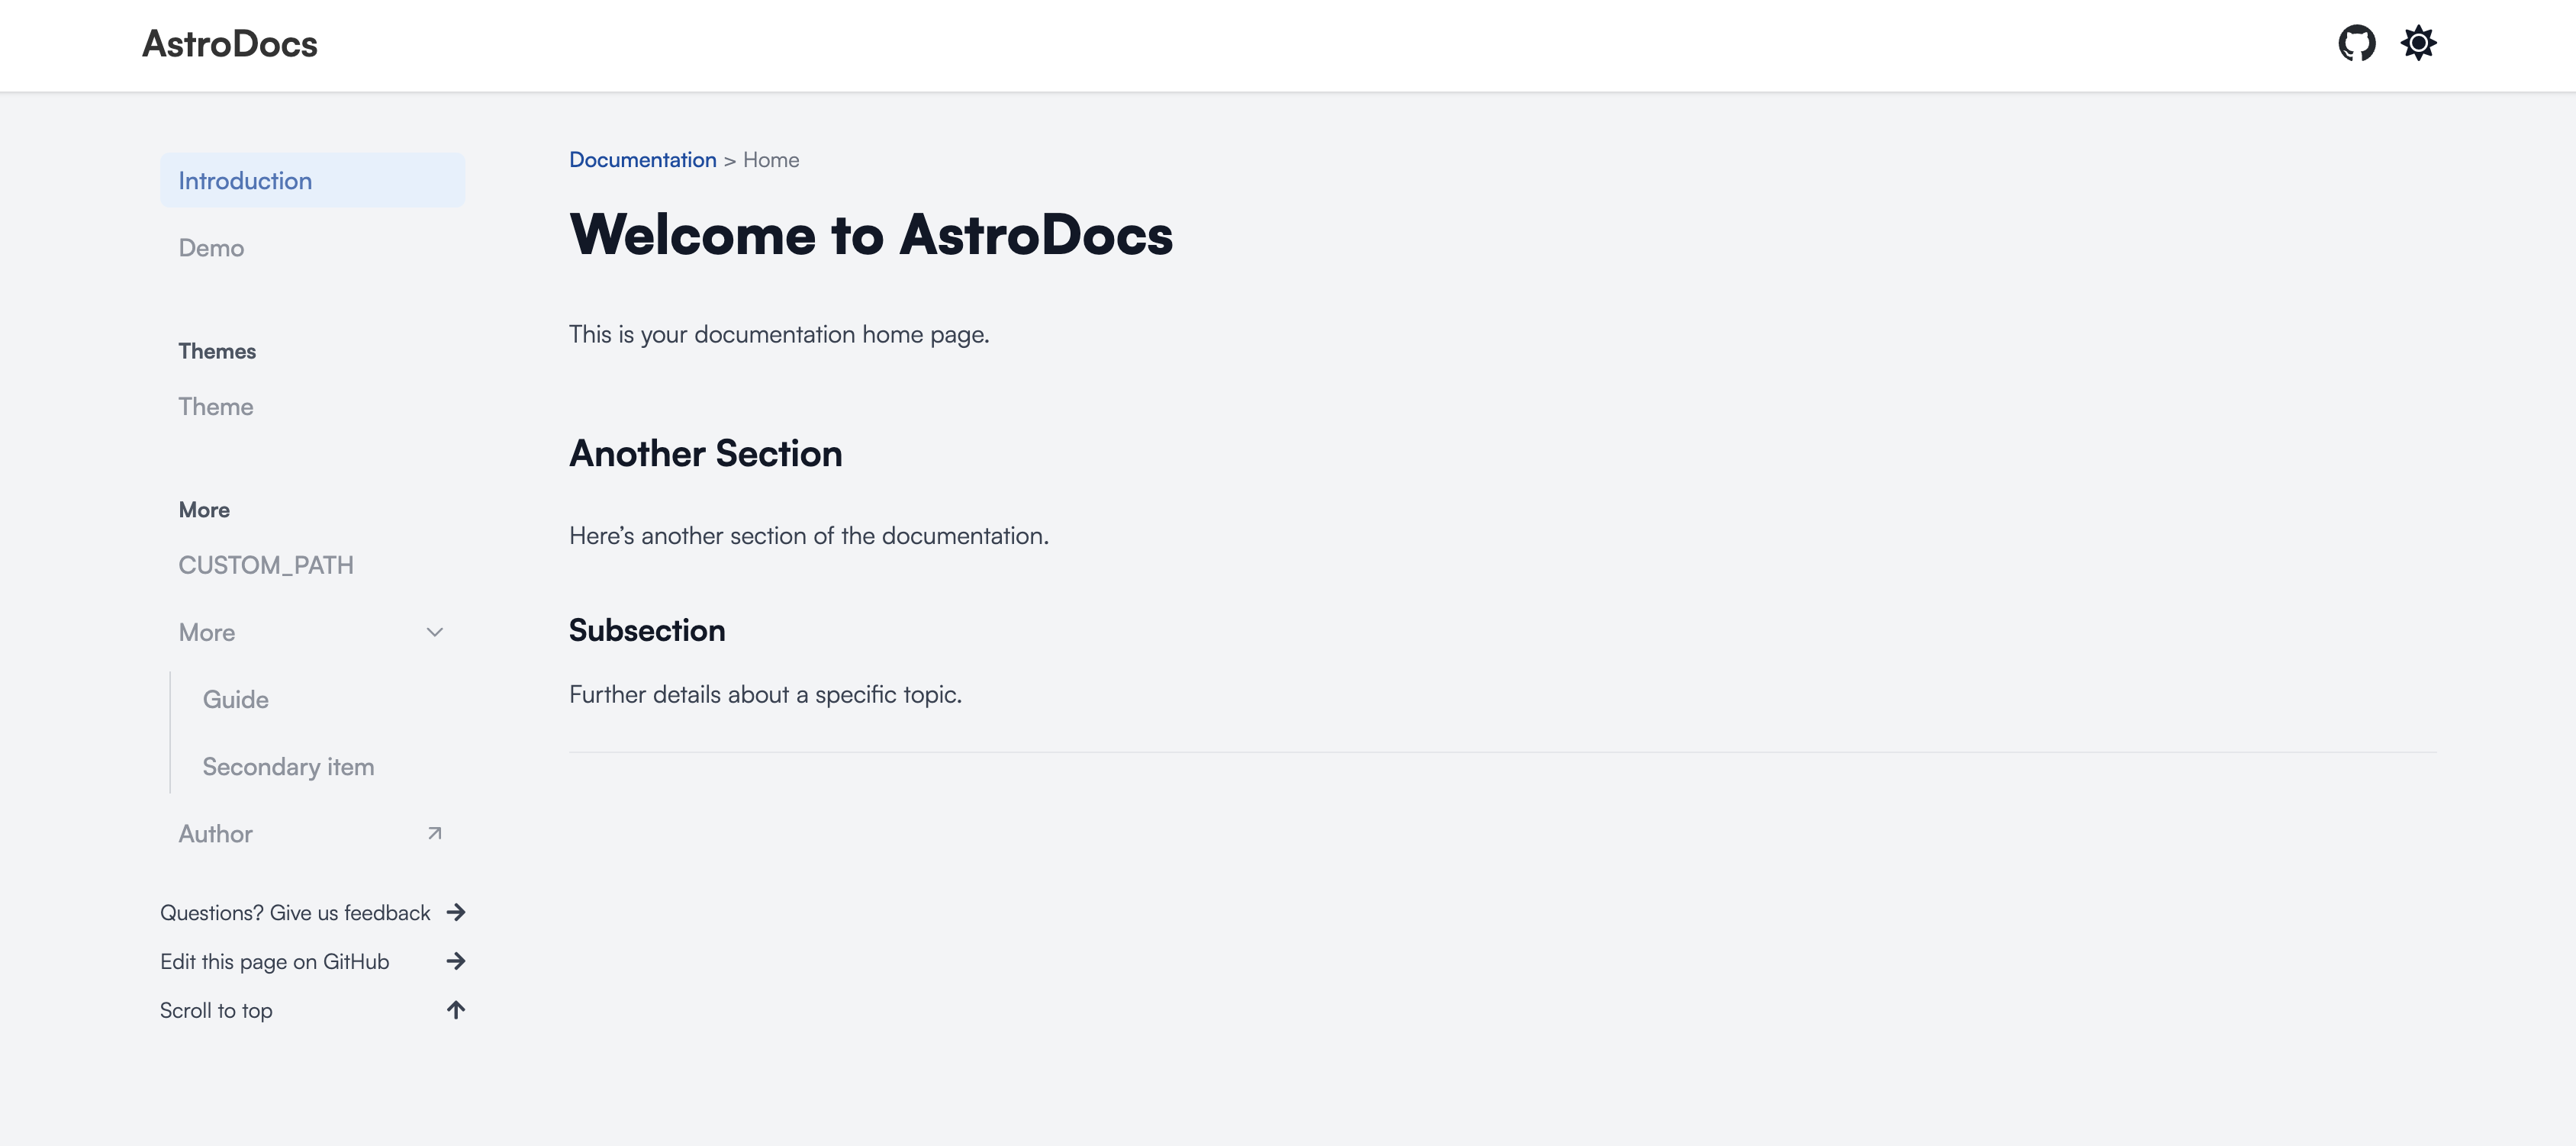 AstroDocs
Introduction
Demo
Themes
Theme
More
CUSTOM_PATH
More
Guide
Secondary item
Author
Questions? Give us feedback
Edit this page on GitHub
Scroll to top
Documentation > Home
Welcome to AstroDocs
This is your documentation home page.
Another Section
Here’s another section of the documentation.
Subsection
Further details about a specific topic.